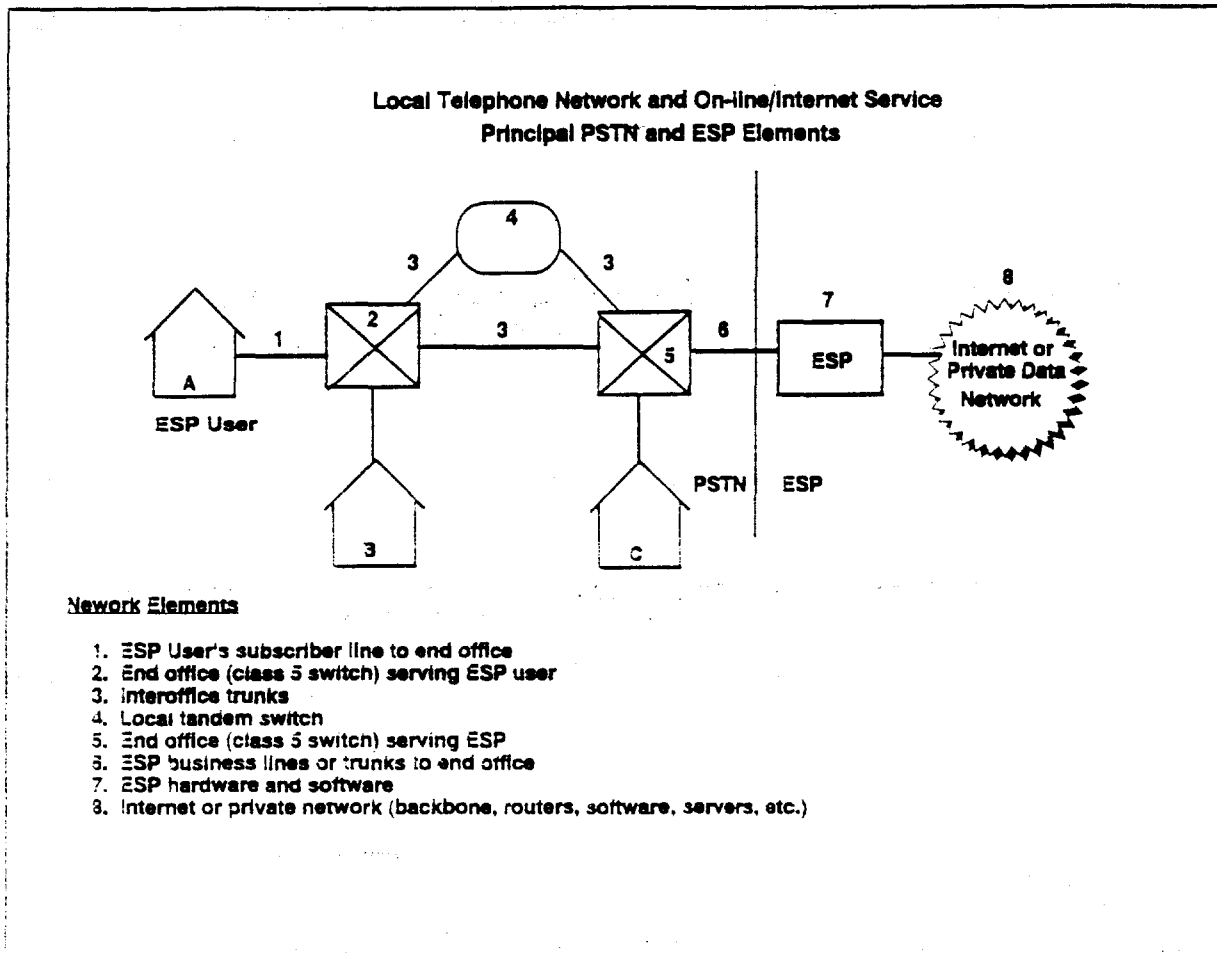 Local Telephone Network and On-line/Internet Service
Principal PSTN and ESP Elements
4
3
3
8
7
2
1
3
6
5
ESP
Internet or
Private Data
Network
A
ESP User
PSTN
ESP
B
C
Nework Elements
1. ESP User's subscriber line to end office
2. End office (class 5 switch) serving ESP user
3. Interoffice trunks
4. Local tandem switch
5. End office (class 5 switch) serving ESP
6. ESP business lines or trunks to end office
7. ESP hardware and software
8. Internet or private network (backbone, routers, software, servers, etc.)